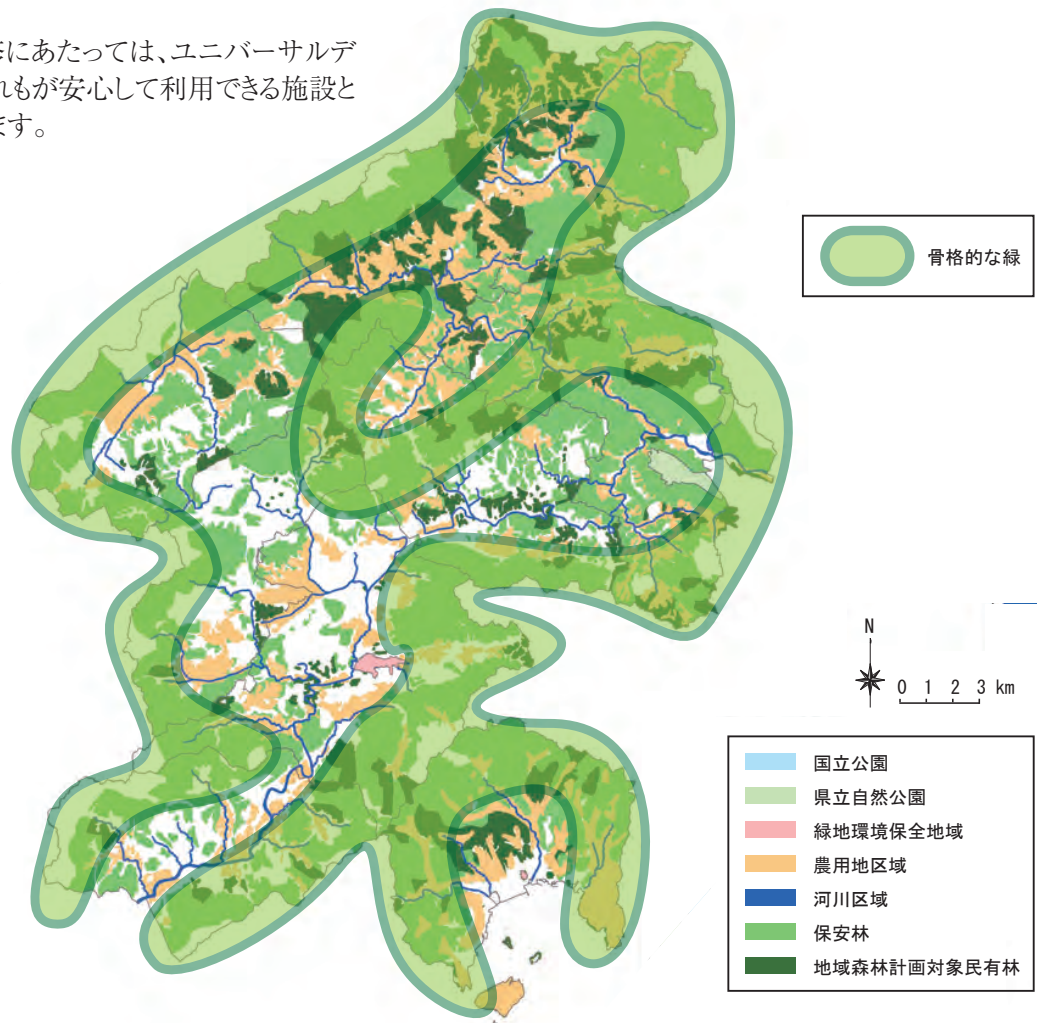 にあたっては、ユニバーサルデ
れもが安心して利用できる施設と
ます。
骨格的な緑
N
0 1 2 3 km
国立公園
県立自然公園
緑地環境保全地域
農用地区域
河川区域
保安林
地域森林計画対象民有林